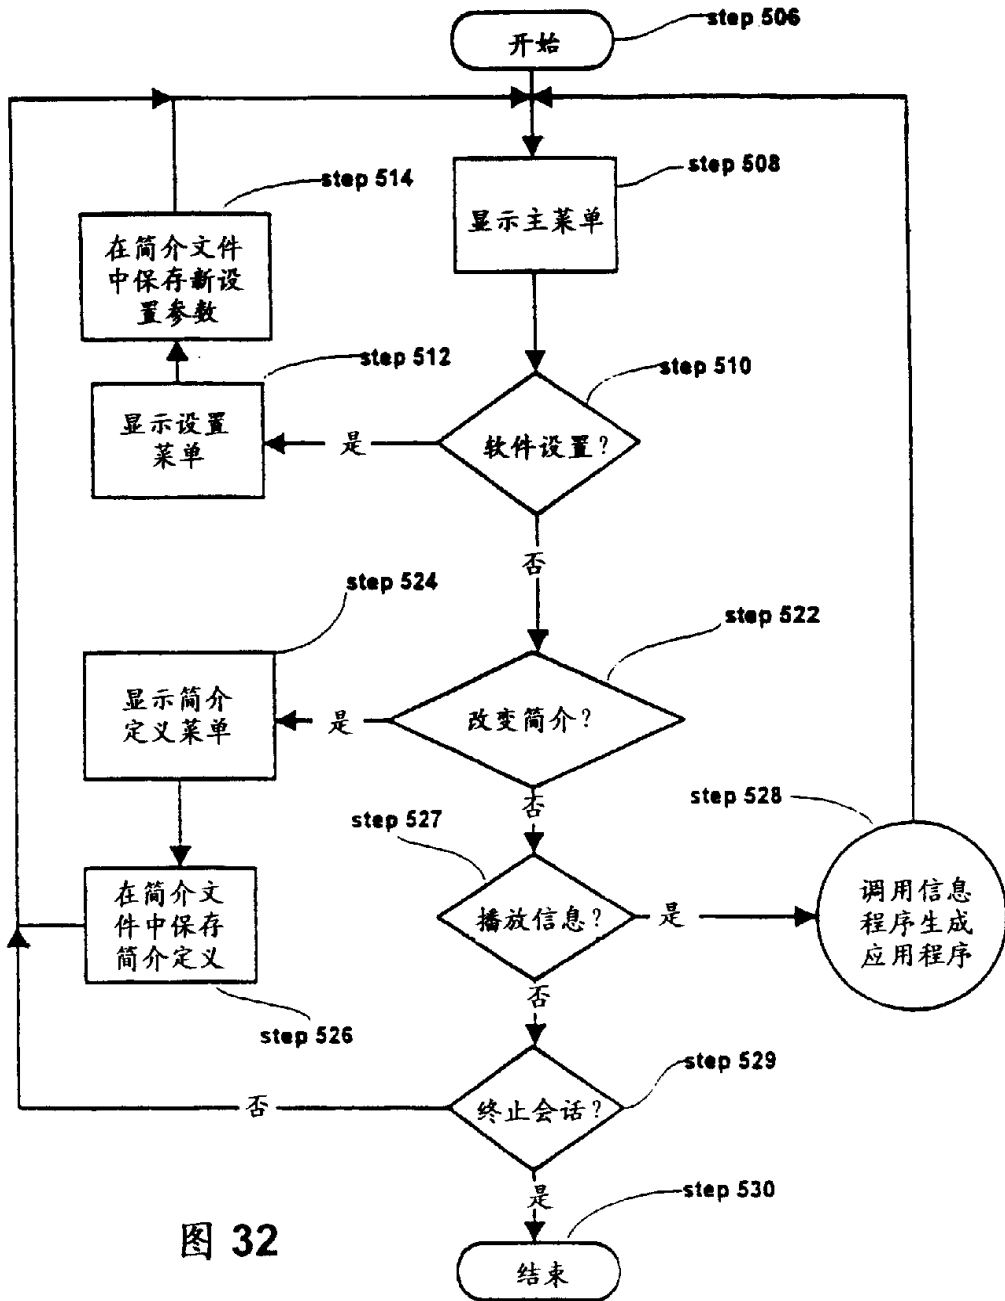 step 506
开始
step 508
显示主菜单
step 514
在简介文件
中保存新设
置参数
step 512
显示设置
菜单
是
step 510
软件设置?
否
step 524
显示简介
定义菜单
是
step 522
改变简介?
否
step 527
播放信息?
是
step 528
调用信息
程序生成
应用程序
在简介文
件中保存
简介定义
step 526
否
step 529
终止会话?
否
是
step 530
结束
图 32